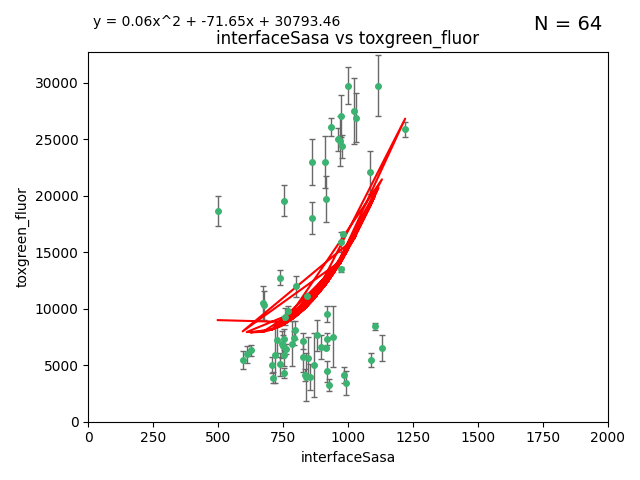 y = 0.06x^2 + -71.65x + 30793.46
N = 64
interfaceSasa vs toxgreen_fluor
30000
25000
20000
15000
10000
5000
0
toxgreen_fluor
0 250 500 750 1000 1250 1500 1750 2000
interfaceSasa